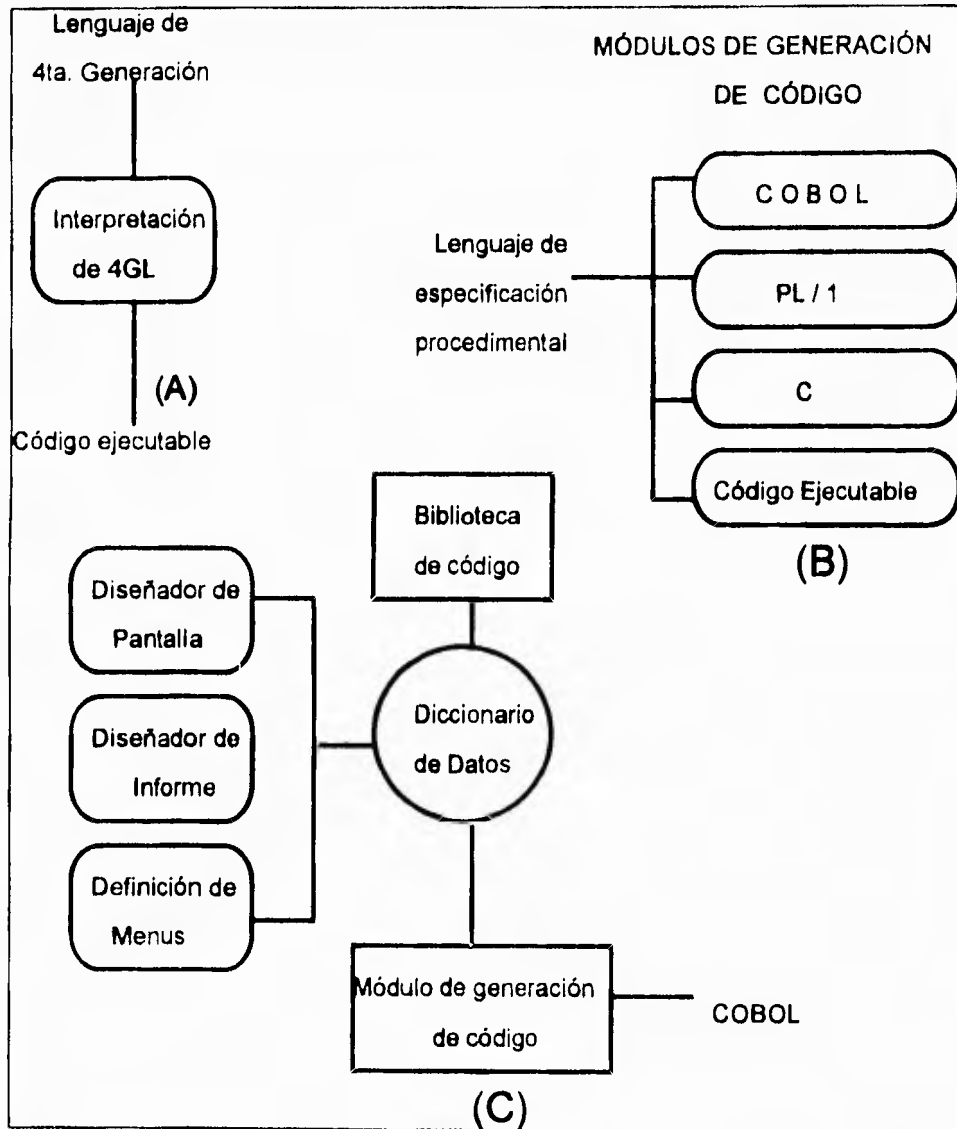 Lenguaje de
4ta. Generación
Interpretación
de 4GL
(A)
Código ejecutable
MÓDULOS DE GENERACIÓN
DE CÓDIGO
Lenguaje de
especificación
procedimental
C O B O L
PL / 1
C
Código Ejecutable
(B)
Biblioteca
de código
Diseñador de
Pantalla
Diseñador de
Informe
Definición de
Menus
Diccionario
de Datos
Módulo de generación
de código
COBOL
(C)